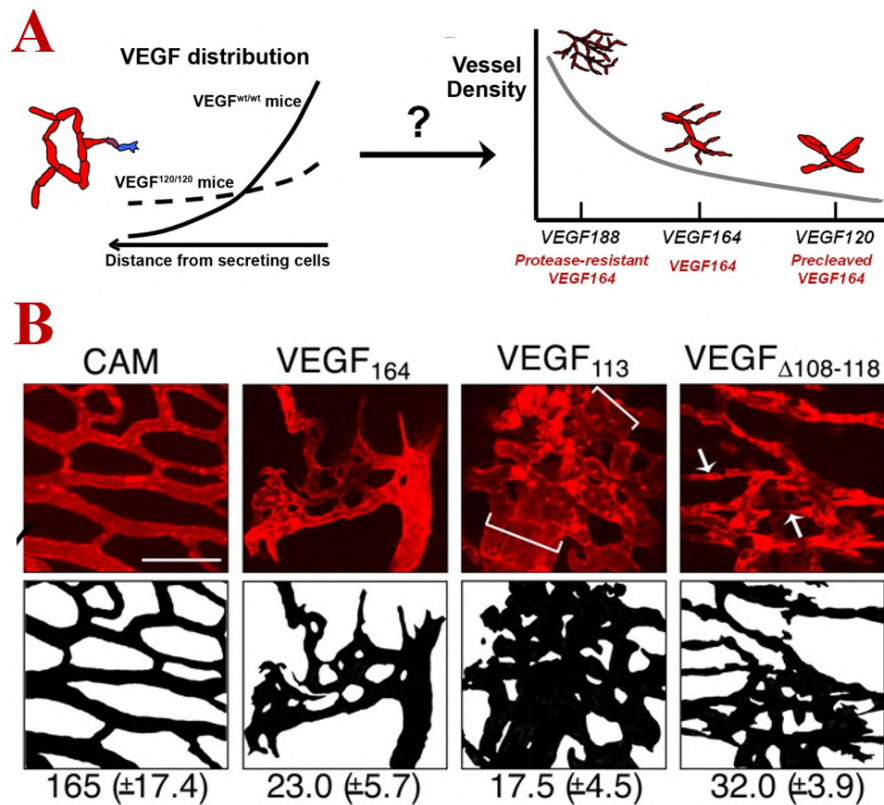 A
VEGF distribution
VEGFwt/wt mice
VEGF120/120 mice
Distance from secreting cells
?
Vessel
Density
VEGF188
Protease-resistant
VEGF164
VEGF164
VEGF164
VEGF120
Precleaved
VEGF164
B
CAM
VEGF164
VEGF113
VEGFΔ108-118
165 (±17.4)
23.0 (±5.7)
17.5 (±4.5)
32.0 (±3.9)